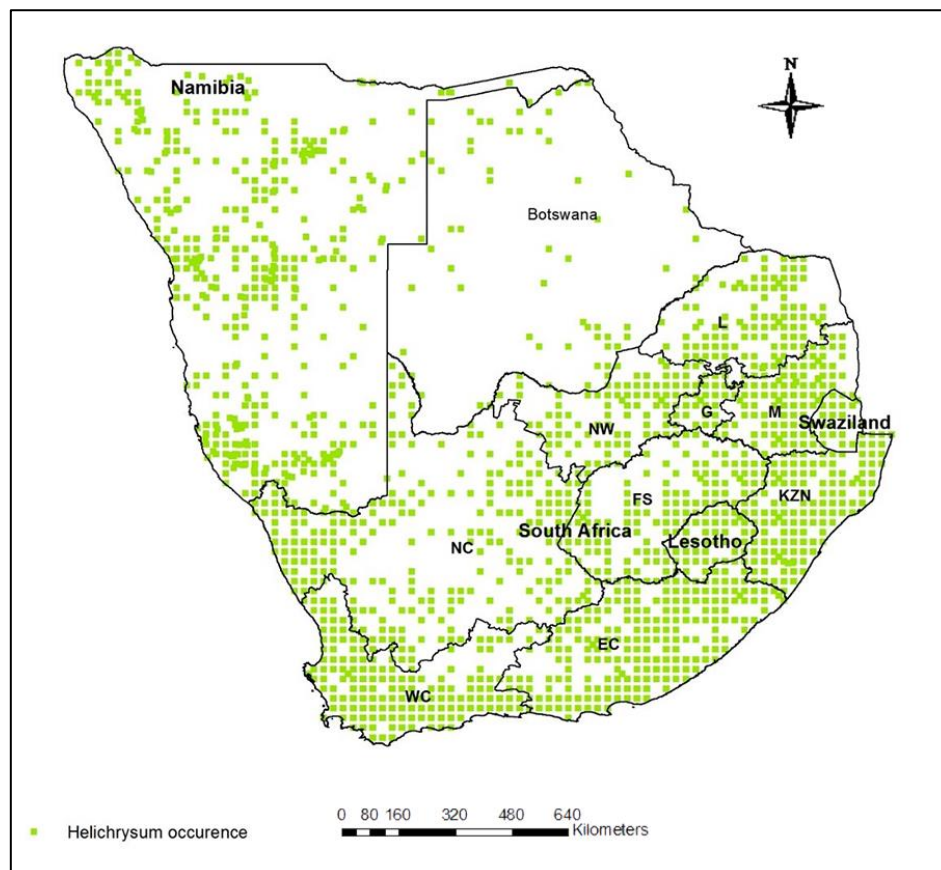 N
Namibia
Botswana
L
NW
G
M
Swaziland
FS
KZN
South Africa
Lesotho
NC
EC
WC
0 80 160 320 480 640
Kilometers
Helichrysum occurence